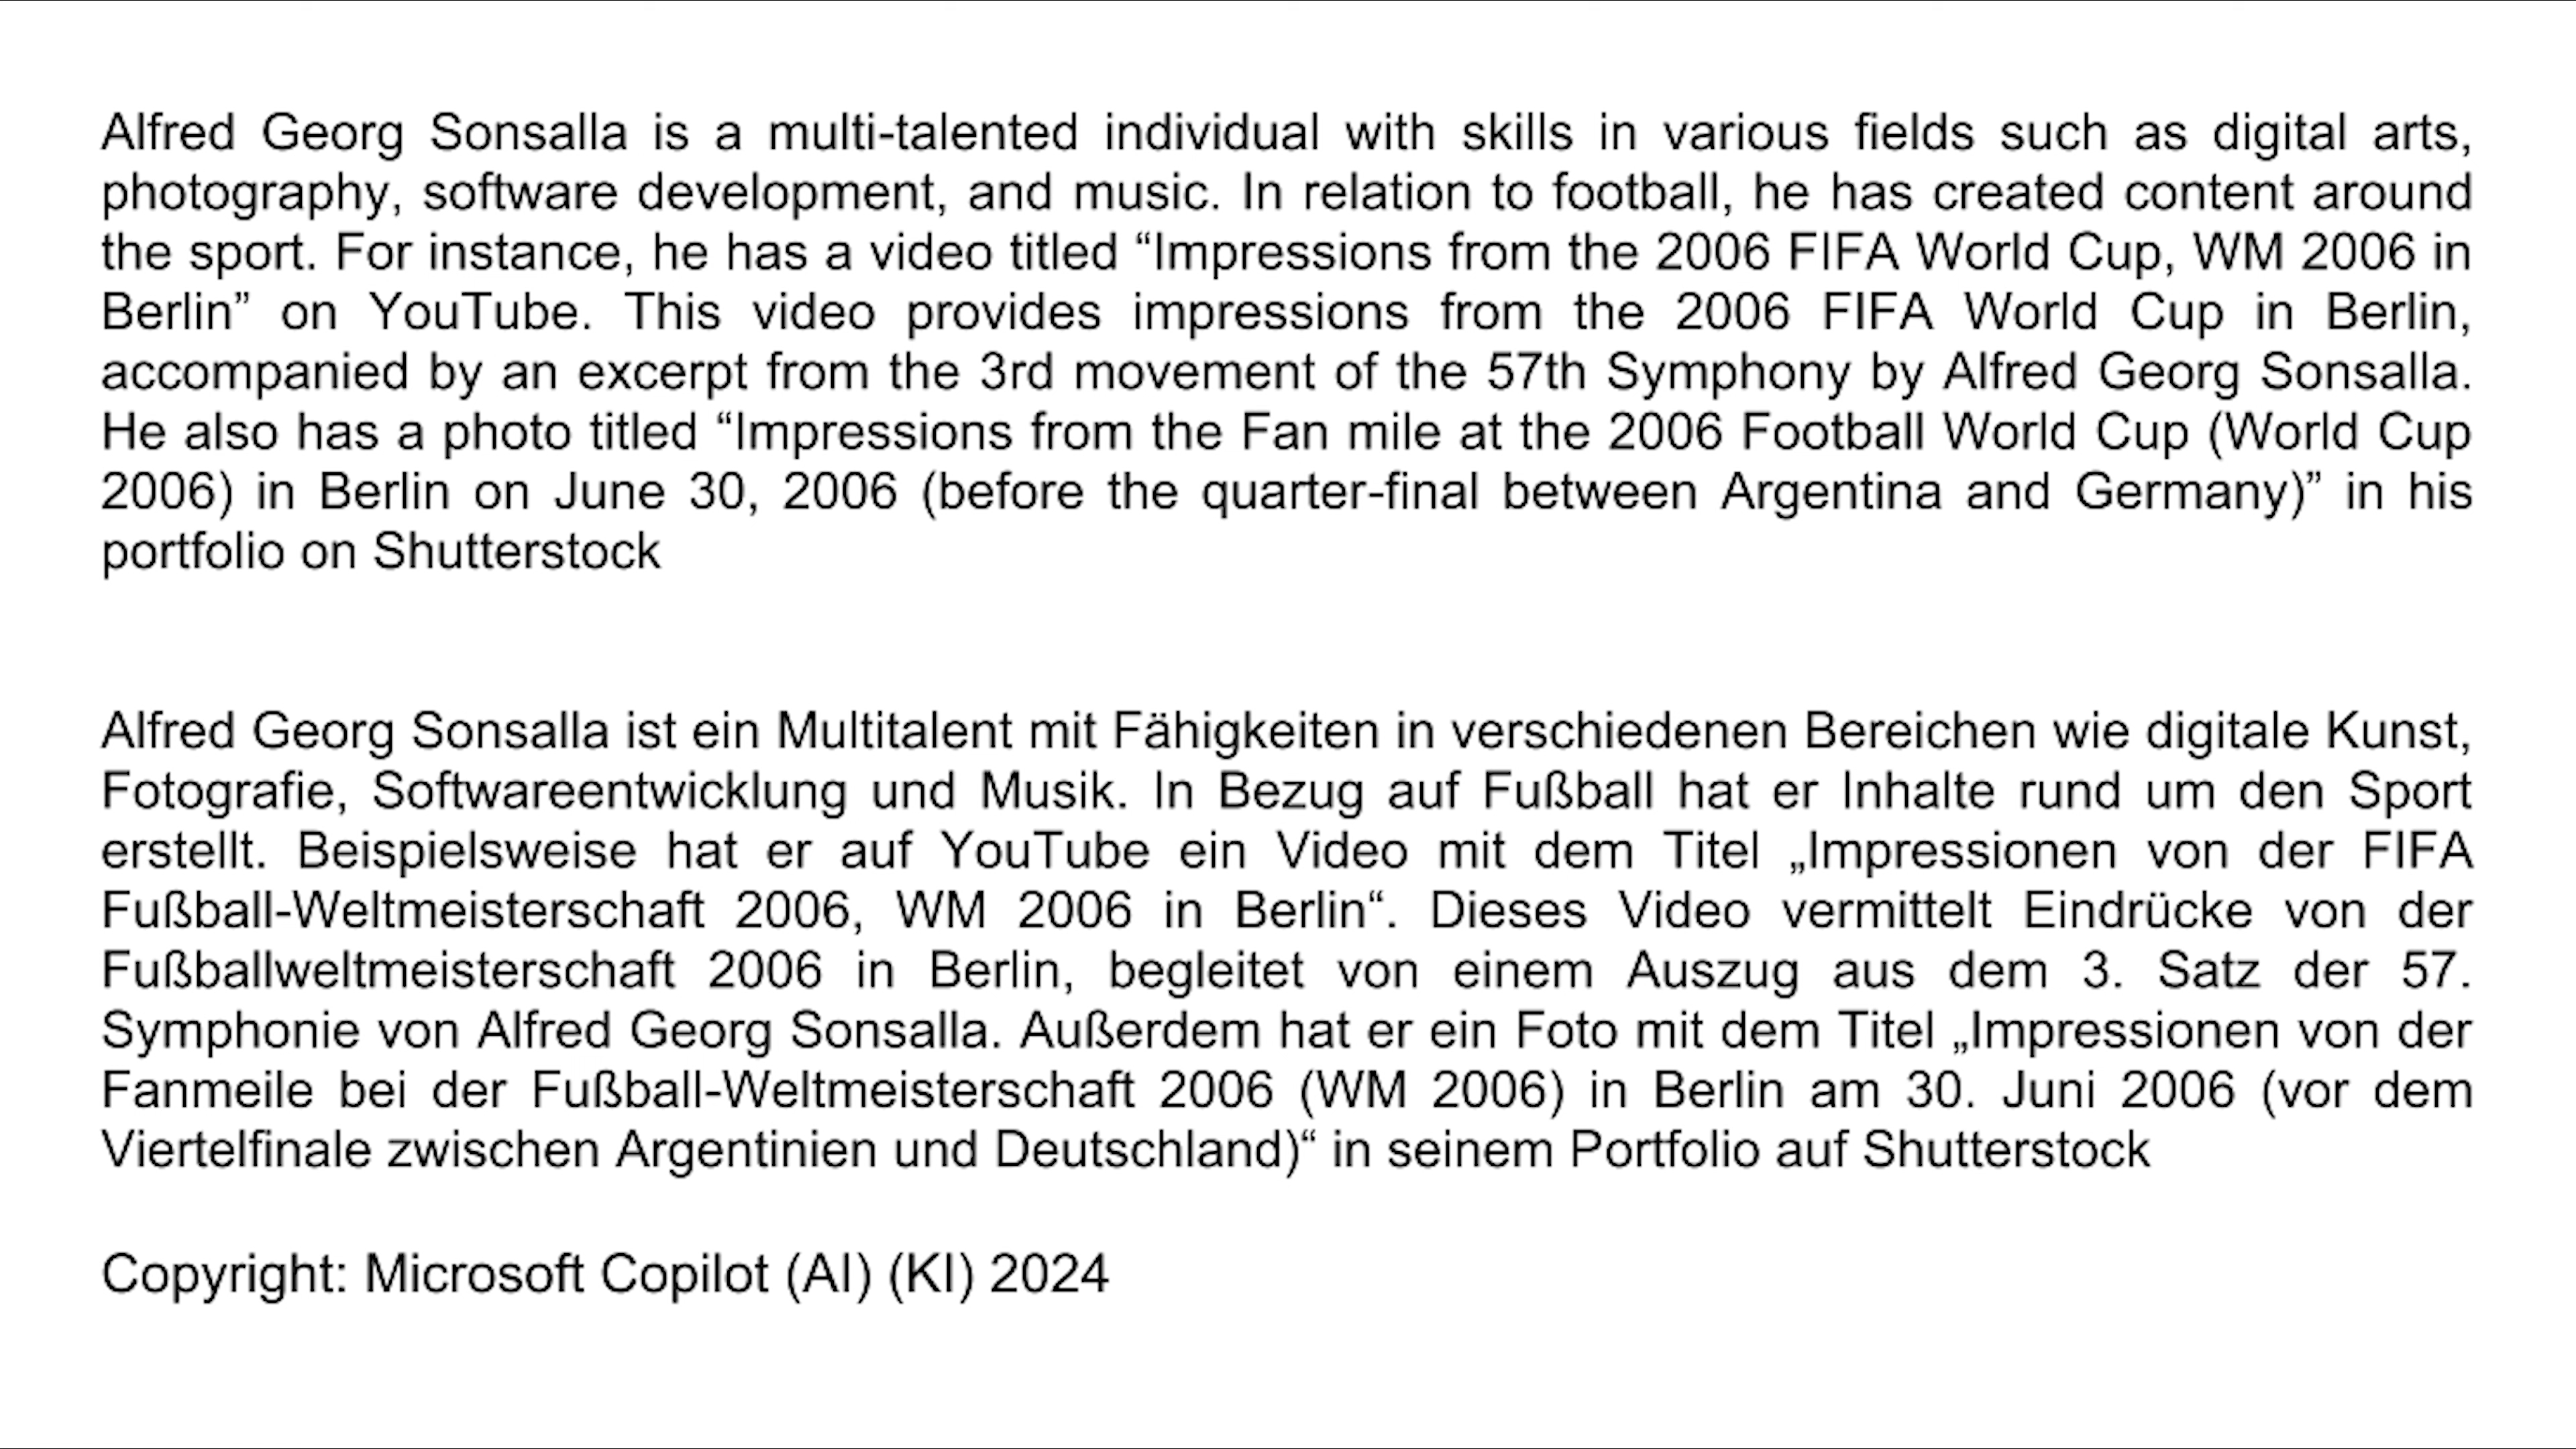 Alfred Georg Sonsalla is a multi-talented individual with skills in various fields such as digital arts,
photography, software development, and music. In relation to football, he has created content around
the sport. For instance, he has a video titled “Impressions from the 2006 FIFA World Cup, WM 2006 in
Berlin” on YouTube. This video provides impressions from the 2006 FIFA World Cup in Berlin,
accompanied by an excerpt from the 3rd movement of the 57th Symphony by Alfred Georg Sonsalla.
He also has a photo titled “Impressions from the Fan mile at the 2006 Football World Cup (World Cup
2006) in Berlin on June 30, 2006 (before the quarter-final between Argentina and Germany)” in his
portfolio on Shutterstock
Alfred Georg Sonsalla ist ein Multitalent mit Fähigkeiten in verschiedenen Bereichen wie digitale Kunst,
Fotografie, Softwareentwicklung und Musik. In Bezug auf Fußball hat er Inhalte rund um den Sport
erstellt. Beispielsweise hat er auf YouTube ein Video mit dem Titel „Impressionen von der FIFA
Fußball-Weltmeisterschaft 2006, WM 2006 in Berlin“. Dieses Video vermittelt Eindrücke von der
Fußballweltmeisterschaft 2006 in Berlin, begleitet von einem Auszug aus dem 3. Satz der 57.
Symphonie von Alfred Georg Sonsalla. Außerdem hat er ein Foto mit dem Titel „Impressionen von der
Fanmeile bei der Fußball-Weltmeisterschaft 2006 (WM 2006) in Berlin am 30. Juni 2006 (vor dem
Viertelfinale zwischen Argentinien und Deutschland)“ in seinem Portfolio auf Shutterstock
Copyright: Microsoft Copilot (AI) (KI) 2024